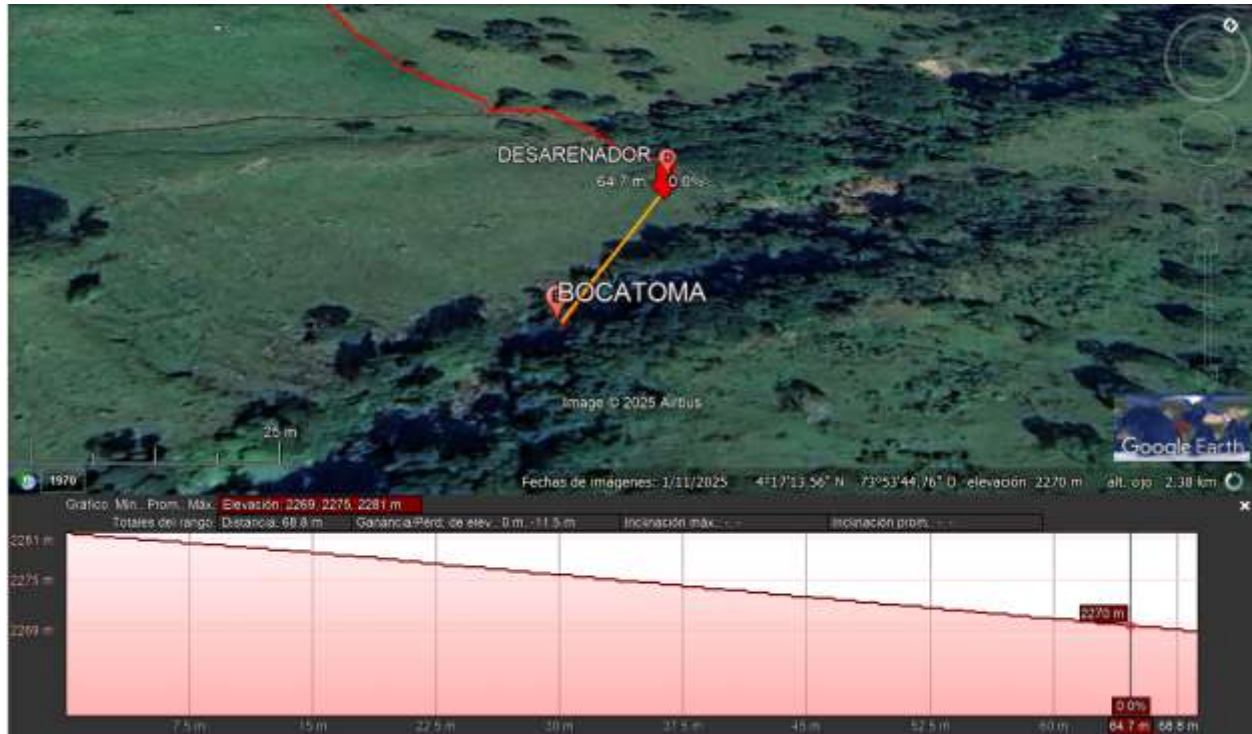 DESARENADOR
64.7 m 0.0%
BOCATOMA
Image © 2025 Airbus
25 m
Google Earth
1970
Fechas de imágenes: 1/11/2025 4°17'13.56" N 73°53'44.76" O elevación 2270 m alt. ojo 2.38 km
Gráfico Mín. Prom. Máx. Elevación: 2269, 2275, 2281 m
Totales del rango: Distancia: 68.8 m Ganancia/Pérd. de elev.: 0 m, -11.5 m Inclinación máx.: -, - Inclinación prom.: -, -
2281 m
2275 m
2270 m
2269 m
0.0%
7.5 m 15 m 22.5 m 30 m 37.5 m 45 m 52.5 m 60 m 64.7 m 68.8 m